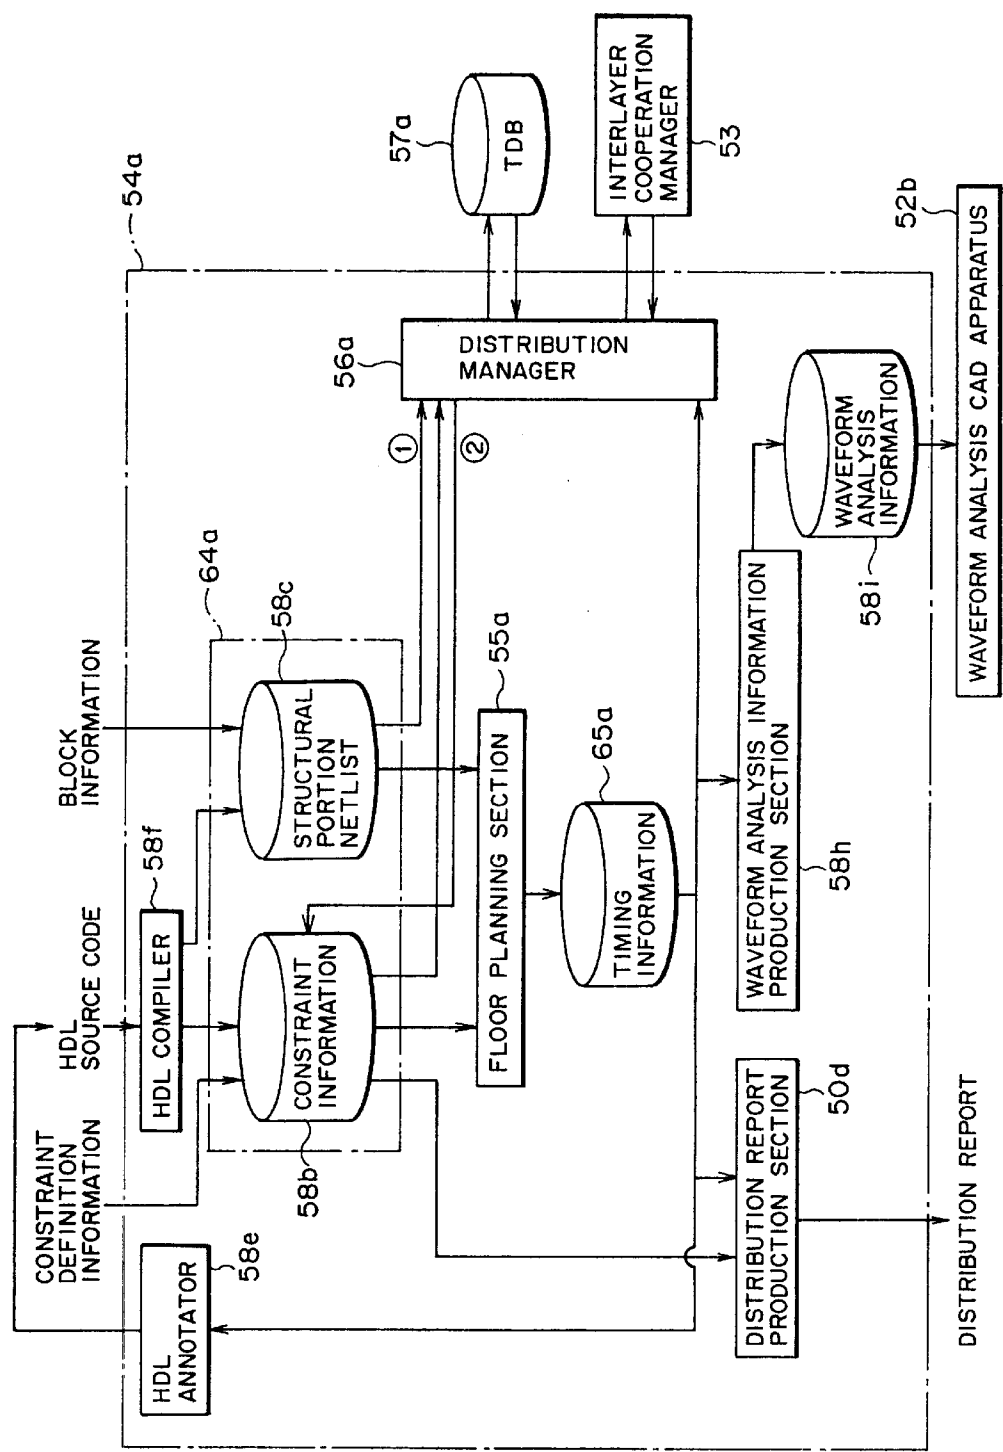 CONSTRAINT
DEFINITION
INFORMATION
HDL
SOURCE CODE
BLOCK
INFORMATION
54a
HDL
ANNOTATOR
58e
HDL COMPILER
58f
64a
CONSTRAINT
INFORMATION
58b
STRUCTURAL
PORTION
NETLIST
58c
①
②
56a
DISTRIBUTION
MANAGER
57a
TDB
INTERLAYER
COOPERATION
MANAGER
53
FLOOR PLANNING SECTION
55a
TIMING
INFORMATION
65a
DISTRIBUTION REPORT
PRODUCTION SECTION
50d
WAVEFORM ANALYSIS INFORMATION
PRODUCTION SECTION
58h
WAVEFORM
ANALYSIS
INFORMATION
58i
52b
WAVEFORM ANALYSIS CAD APPARATUS
DISTRIBUTION REPORT